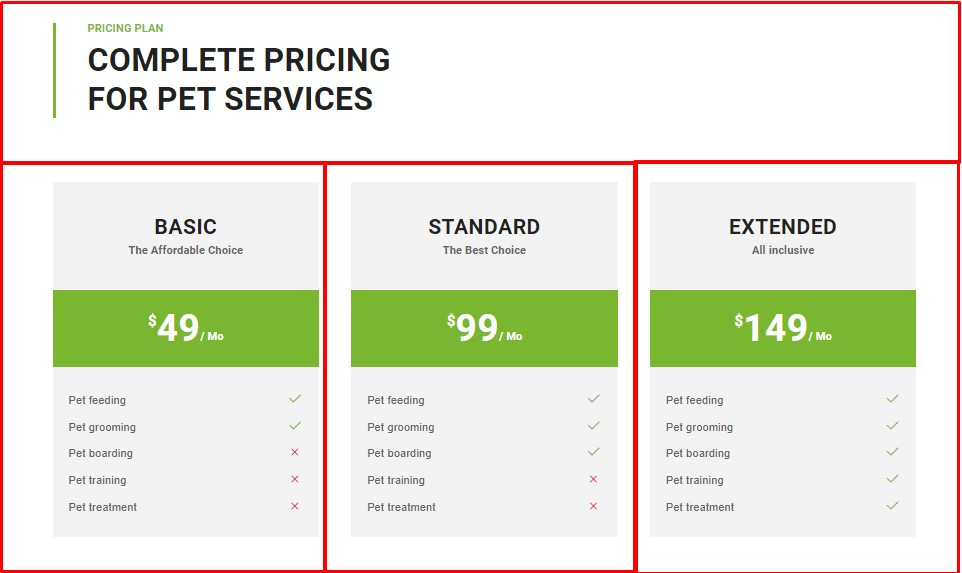 PRICING PLAN
COMPLETE PRICING
FOR PET SERVICES
BASIC
The Affordable Choice
$49/ Mo
Pet feeding
Pet grooming
Pet boarding
Pet training
Pet treatment
STANDARD
The Best Choice
$99/ Mo
Pet feeding
Pet grooming
Pet boarding
Pet training
Pet treatment
EXTENDED
All inclusive
$149/ Mo
Pet feeding
Pet grooming
Pet boarding
Pet training
Pet treatment